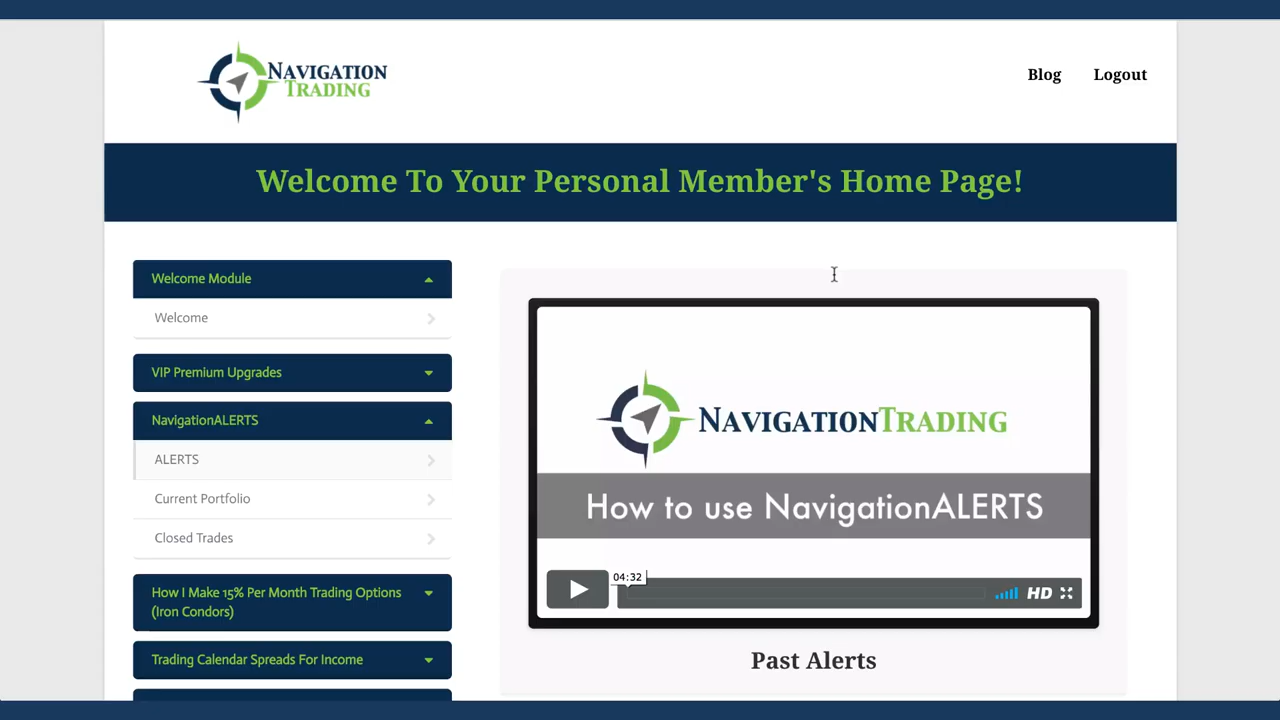 NAVIGATION
TRADING
Blog
Logout
Welcome To Your Personal Member's Home Page!
Welcome Module
Welcome
VIP Premium Upgrades
NavigationALERTS
ALERTS
Current Portfolio
Closed Trades
How I Make 15% Per Month Trading Options
(Iron Condors)
Trading Calendar Spreads For Income
NAVIGATIONTRADING
How to use NavigationALERTS
04:32
HD
Past Alerts